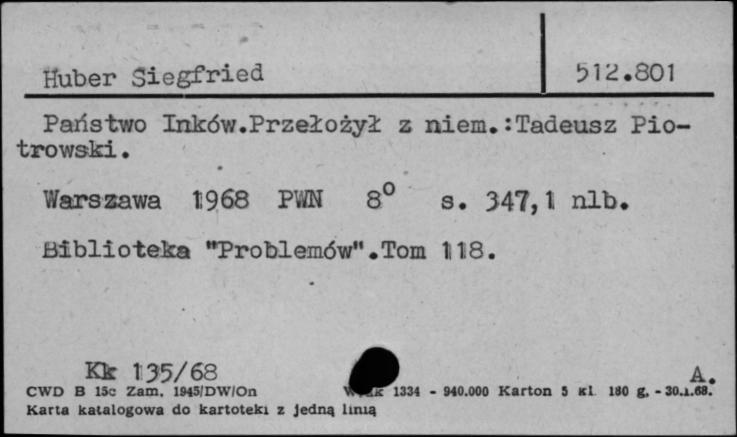 Huber Siegfried 512.801
Państwo Inków.Przełożył z niem.:Tadeusz Pio-
trowski.
Warszawa 1968 PWN 8° s. 347,1 nlb.
Biblioteka "Problemów".Tom 118.
Kk 135/68 A.
CWD B 15c Zam. 1945/DW/On 1334 - 940.000 Karton 5 kl 180 g. - 30.1.68.
Karta katalogowa do kartoteki z jedną linią